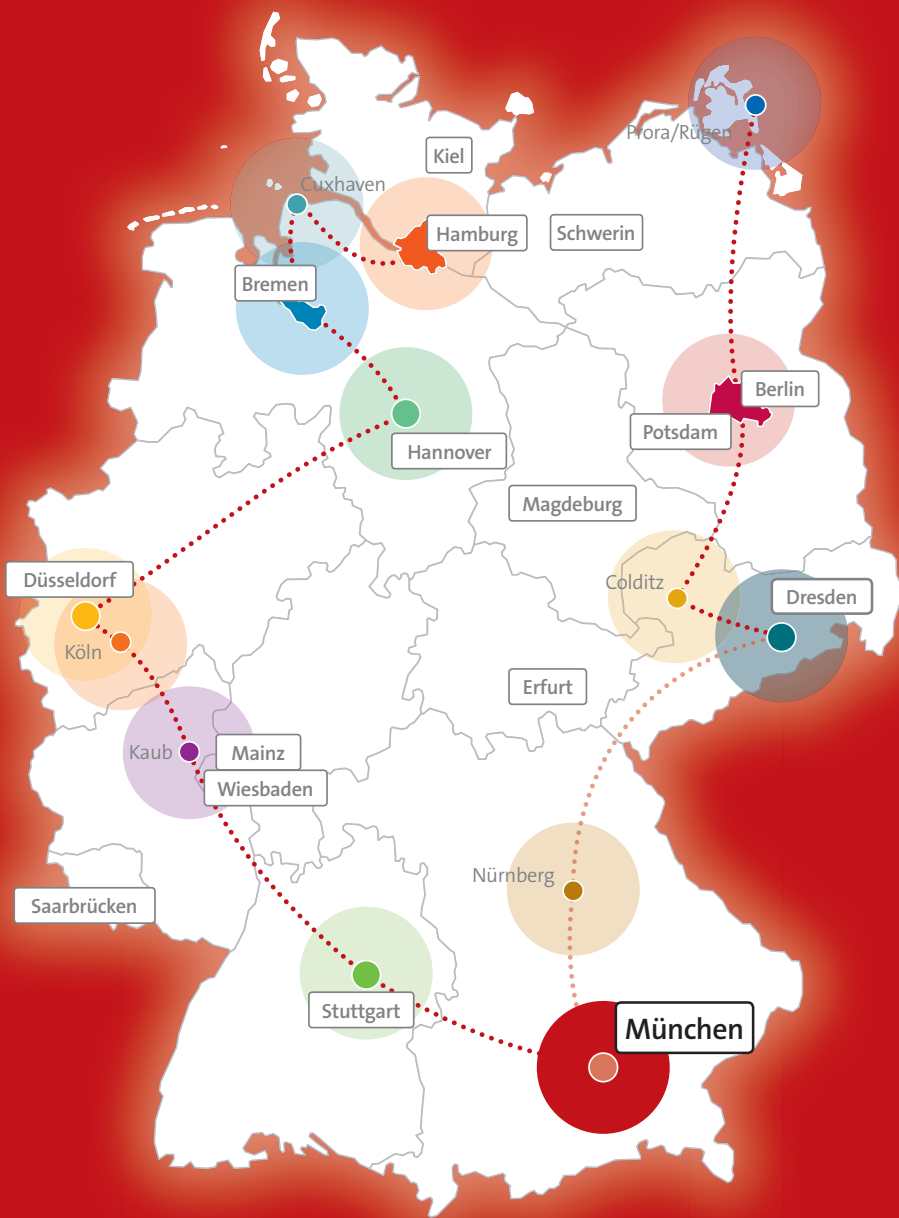 Prora/Rügen
Kiel
Cuxhaven
Hamburg
Schwerin
Bremen
Berlin
Potsdam
Hannover
Magdeburg
Düsseldorf
Colditz
Dresden
Köln
Erfurt
Kaub
Mainz
Wiesbaden
Nürnberg
Saarbrücken
Stuttgart
München